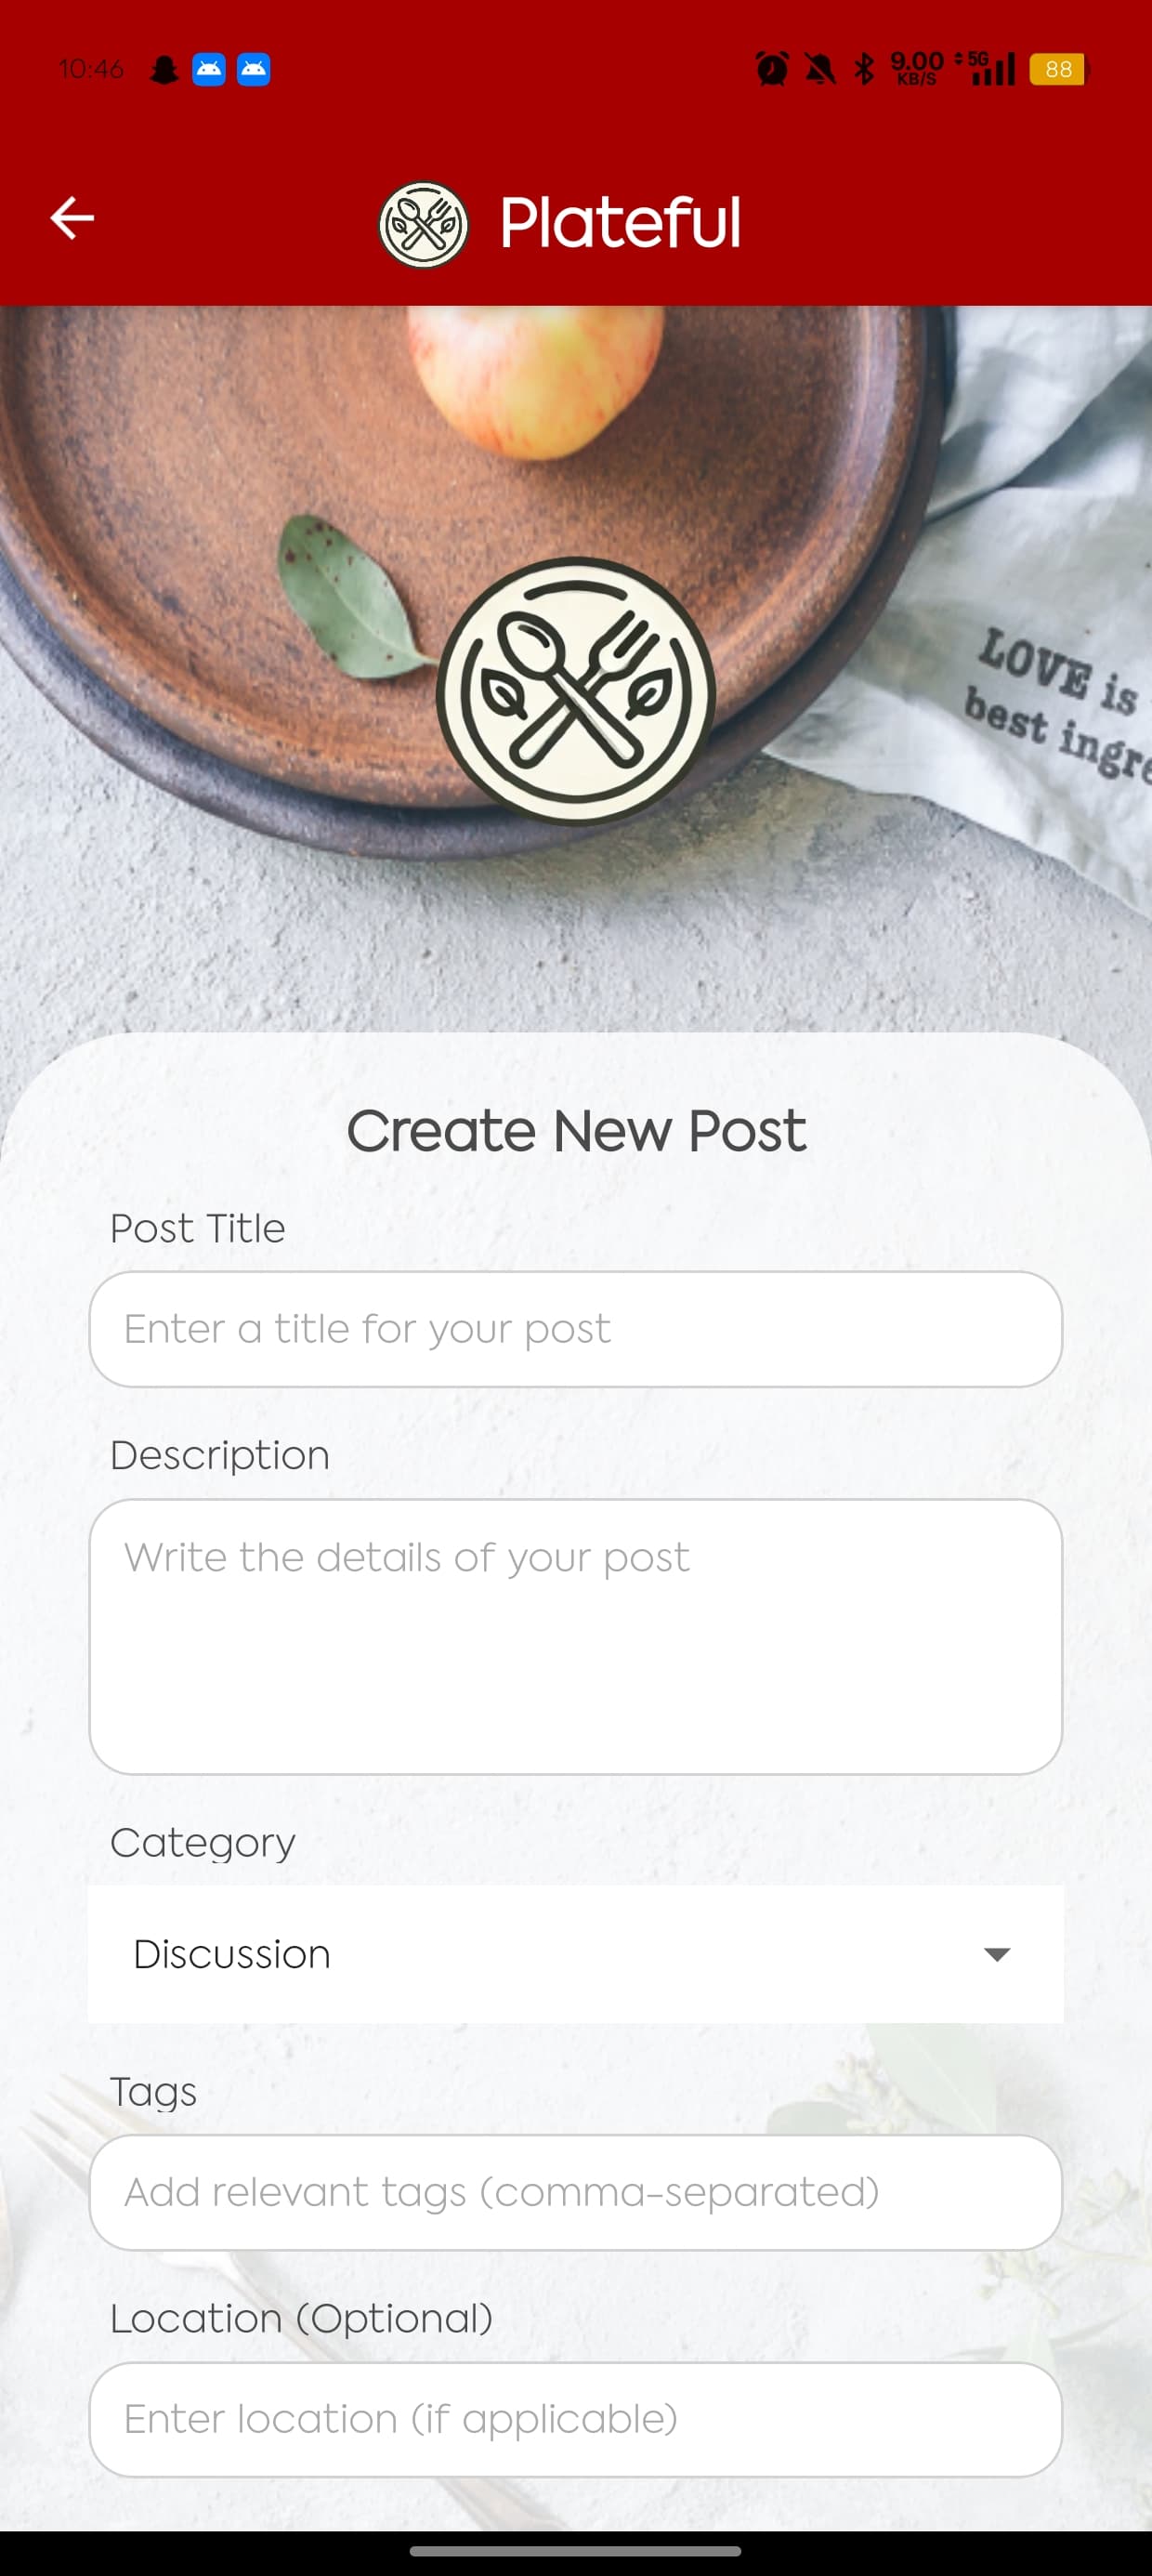 10:46
9.00
KB/S
5G
88
Plateful
LOVE is
best ingre
Create New Post
Post Title
Enter a title for your post
Description
Write the details of your post
Category
Discussion
Tags
Add relevant tags (comma-separated)
Location (Optional)
Enter location (if applicable)